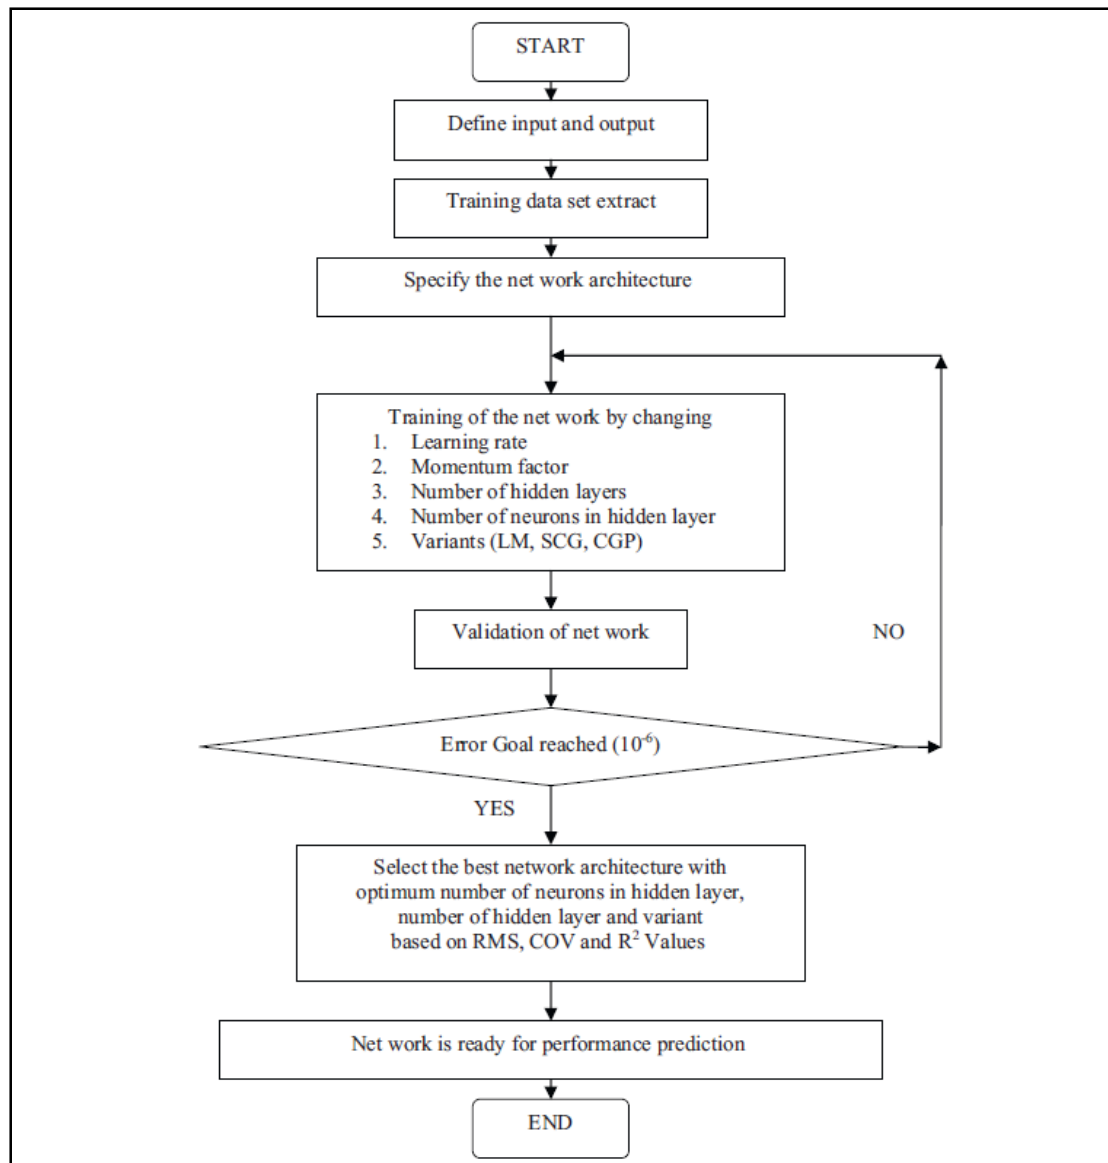 START
Define input and output
Training data set extract
Specify the net work architecture
Training of the net work by changing
1. Learning rate
2. Momentum factor
3. Number of hidden layers
4. Number of neurons in hidden layer
5. Variants (LM, SCG, CGP)
Validation of net work
NO
Error Goal reached (10⁻⁶)
YES
Select the best network architecture with
optimum number of neurons in hidden layer,
number of hidden layer and variant
based on RMS, COV and R² Values
Net work is ready for performance prediction
END